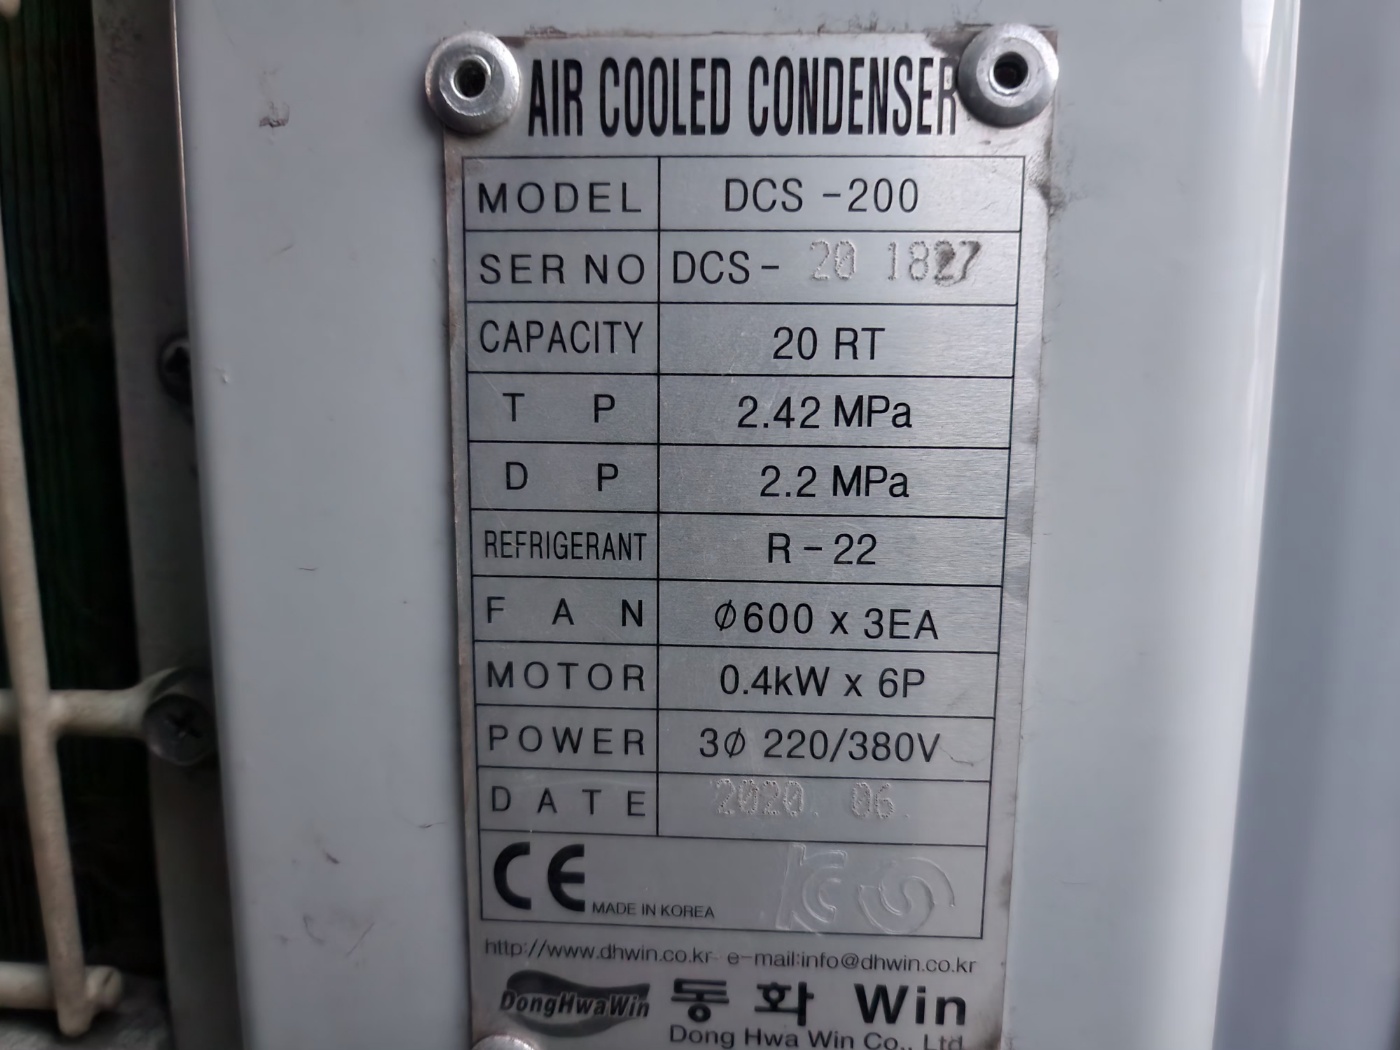 AIR COOLED CONDENSER
MODEL DCS -200
SER NO DCS- 20 1827
CAPACITY 20 RT
T P 2.42 MPa
D P 2.2 MPa
REFRIGERANT R-22
F A N Ø600 x 3EA
MOTOR 0.4kW x 6P
POWER 3Ø 220/380V
DATE 2020. 06.
CE MADE IN KOREA
http://www.dhwin.co.kr e-mail:info@dhwin.co.kr
DongHwaWin 동화 Win
Dong Hwa Win Co., Ltd.